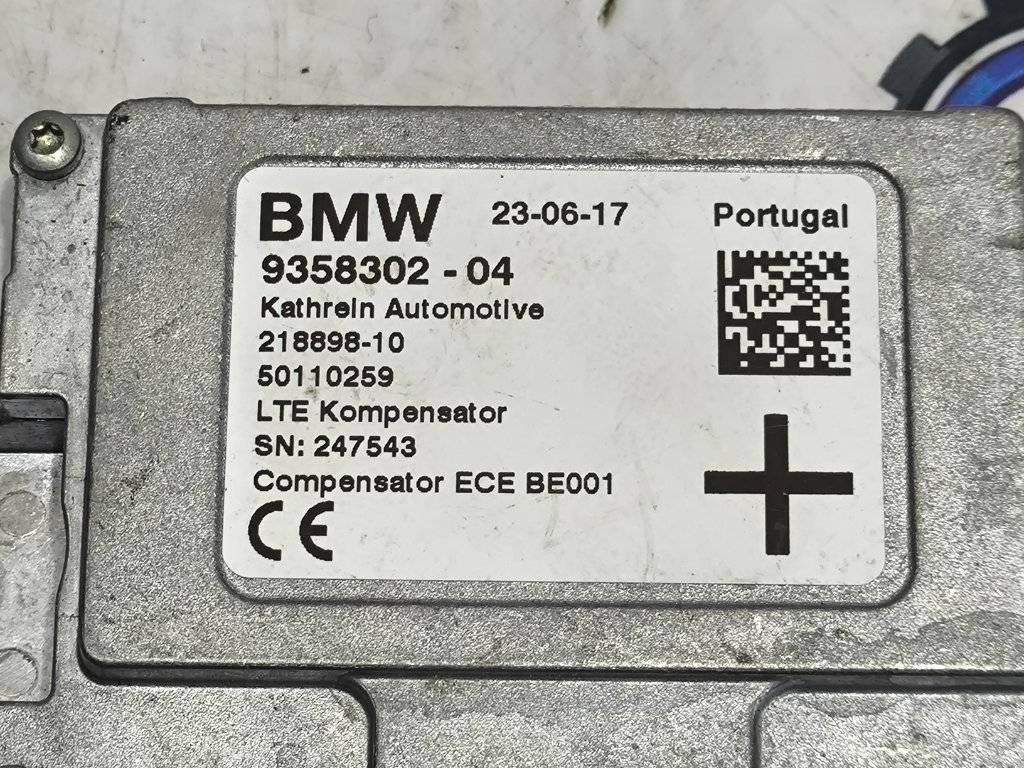 BMW 23-06-17 Portugal
9358302 - 04
Kathrein Automotive
218898-10
50110259
LTE Kompensator
SN: 247543
Compensator ECE BE001
CE